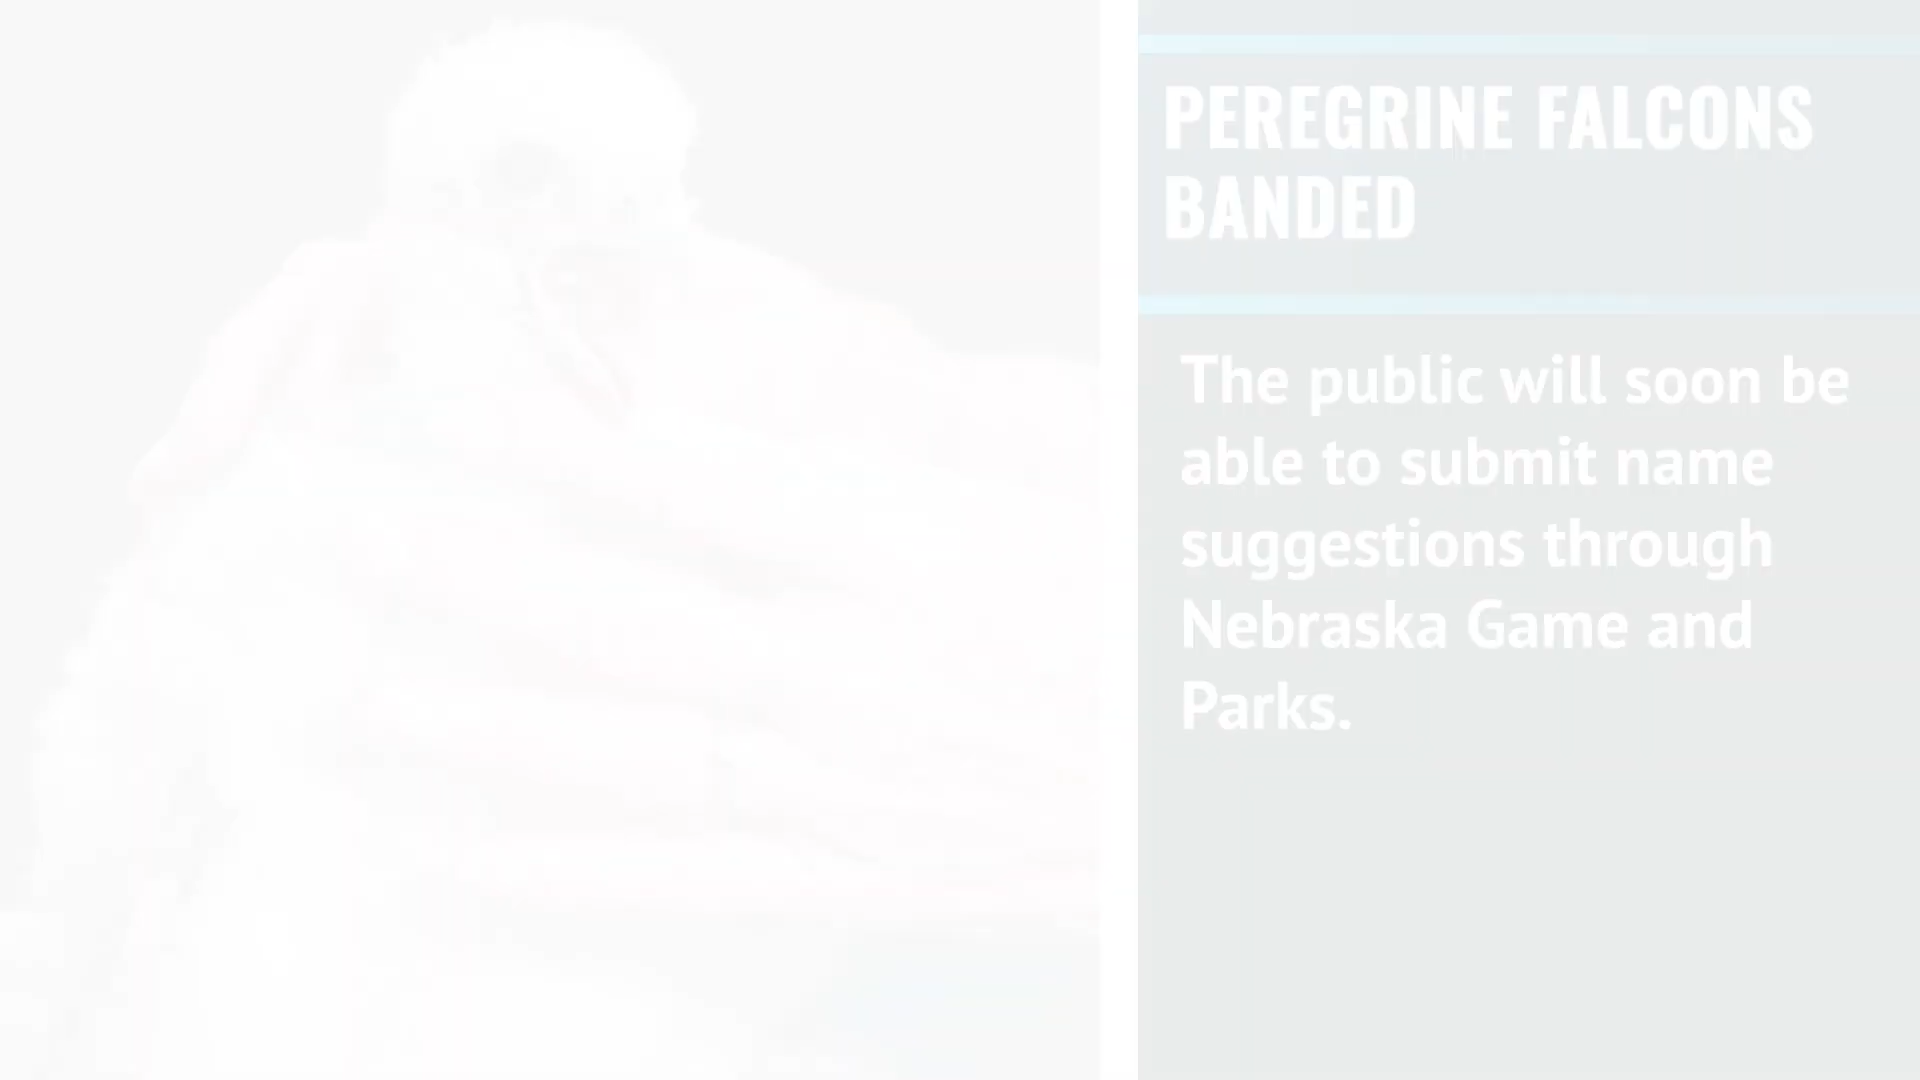 PEREGRINE FALCONS
BANDED
The public will soon be
able to submit name
suggestions through
Nebraska Game and
Parks.